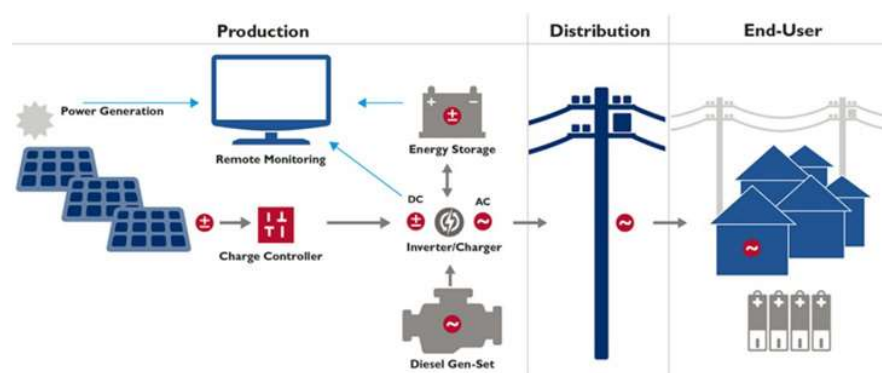 Production
Distribution
End-User
Power Generation
Remote Monitoring
Energy Storage
DC
AC
Charge Controller
Inverter/Charger
Diesel Gen-Set